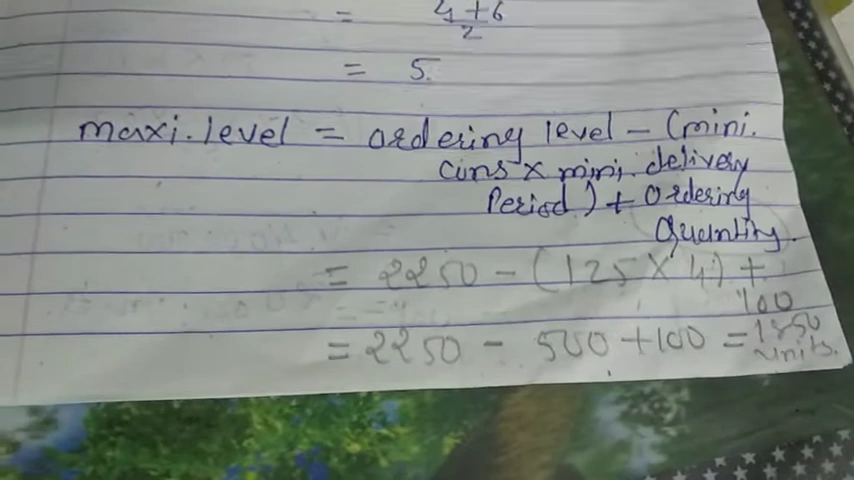 = 4+6
2
= 5.
maxi. level = ordering level - (mini.
Cons × mini. delivery
Period) + Ordering
Quantity.
= 2250 - (125 × 4) +
100
= 2250 - 500 + 100 = 1850
units.